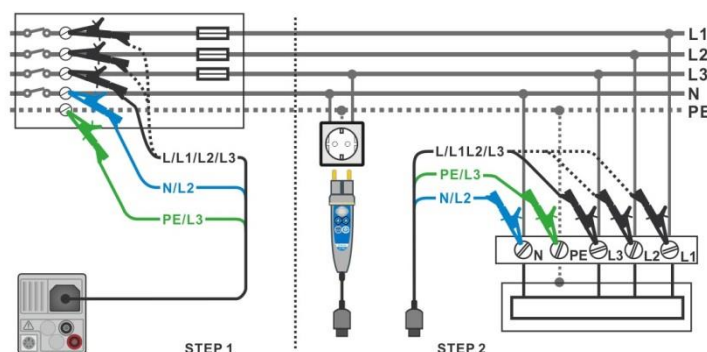 L1
L2
L3
N
PE
L/L1/L2/L3
N/L2
PE/L3
STEP 1
L/L1L2/L3
PE/L3
N/L2
N PE L3 L2 L1
STEP 2